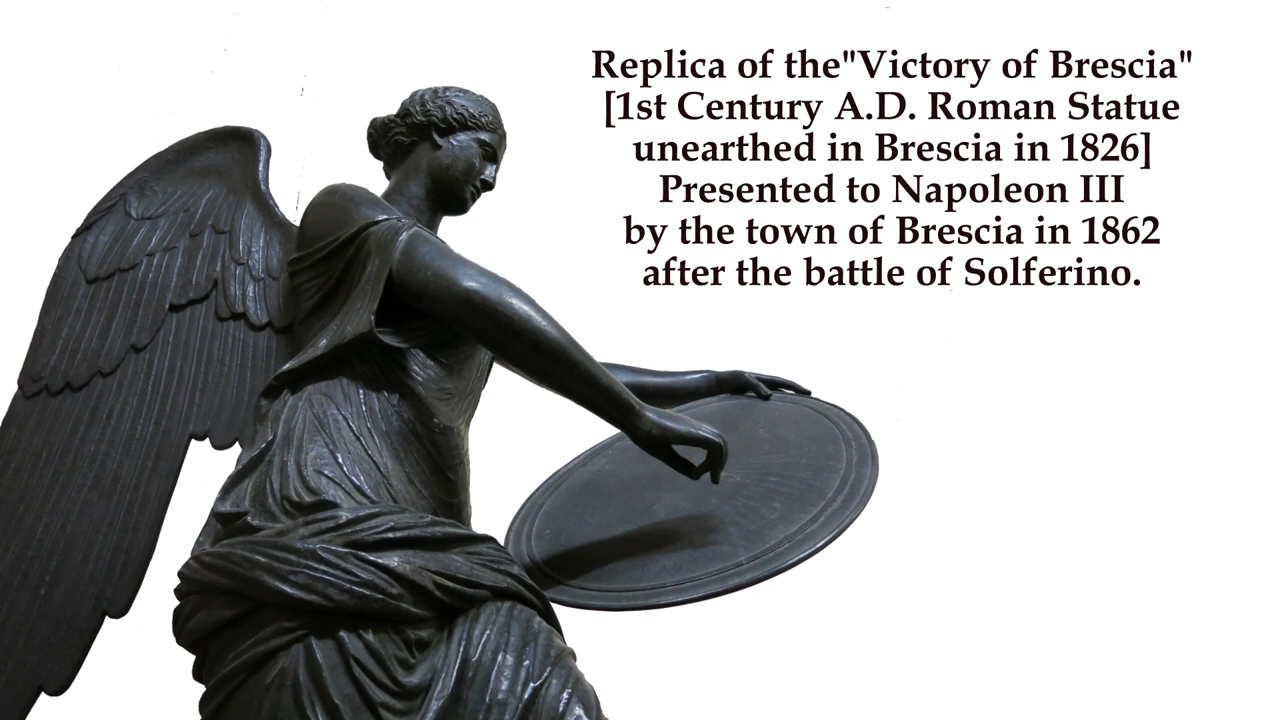 Replica of the"Victory of Brescia"
[1st Century A.D. Roman Statue
unearthed in Brescia in 1826]
Presented to Napoleon III
by the town of Brescia in 1862
after the battle of Solferino.